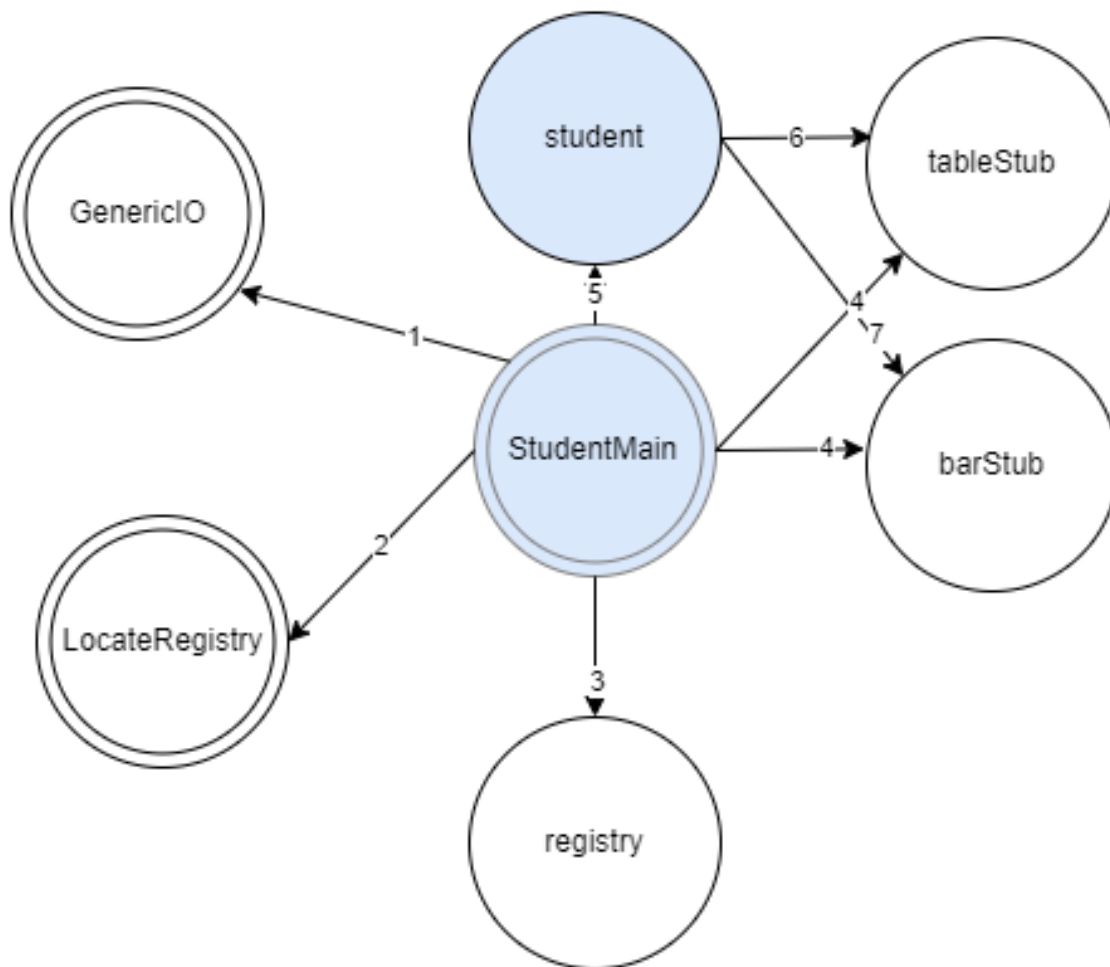 student
6
tableStub
GenericIO
5
4
1
7
StudentMain
4
barStub
2
LocateRegistry
3
registry